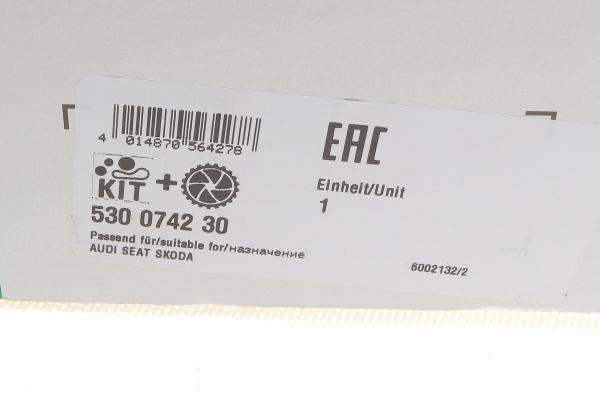 4 014870 564278
EAC
KIT +
Einheit/Unit
1
530 0742 30
Passend für/suitable for/назначение
AUDI SEAT SKODA
6002132/2